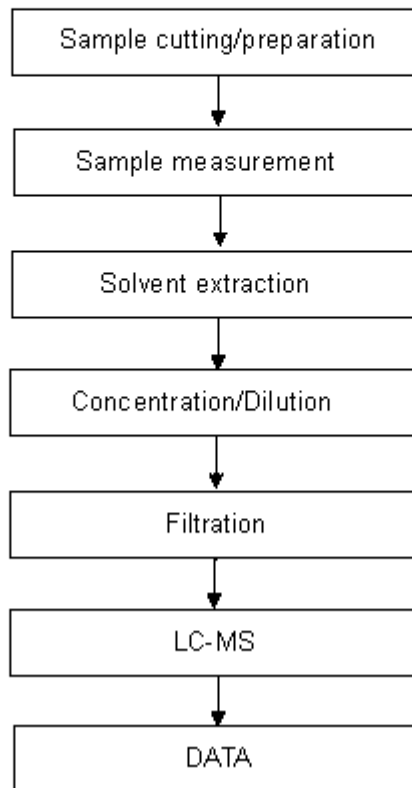 Sample cutting/preparation
Sample measurement
Solvent extraction
Concentration/Dilution
Filtration
LC-MS
DATA